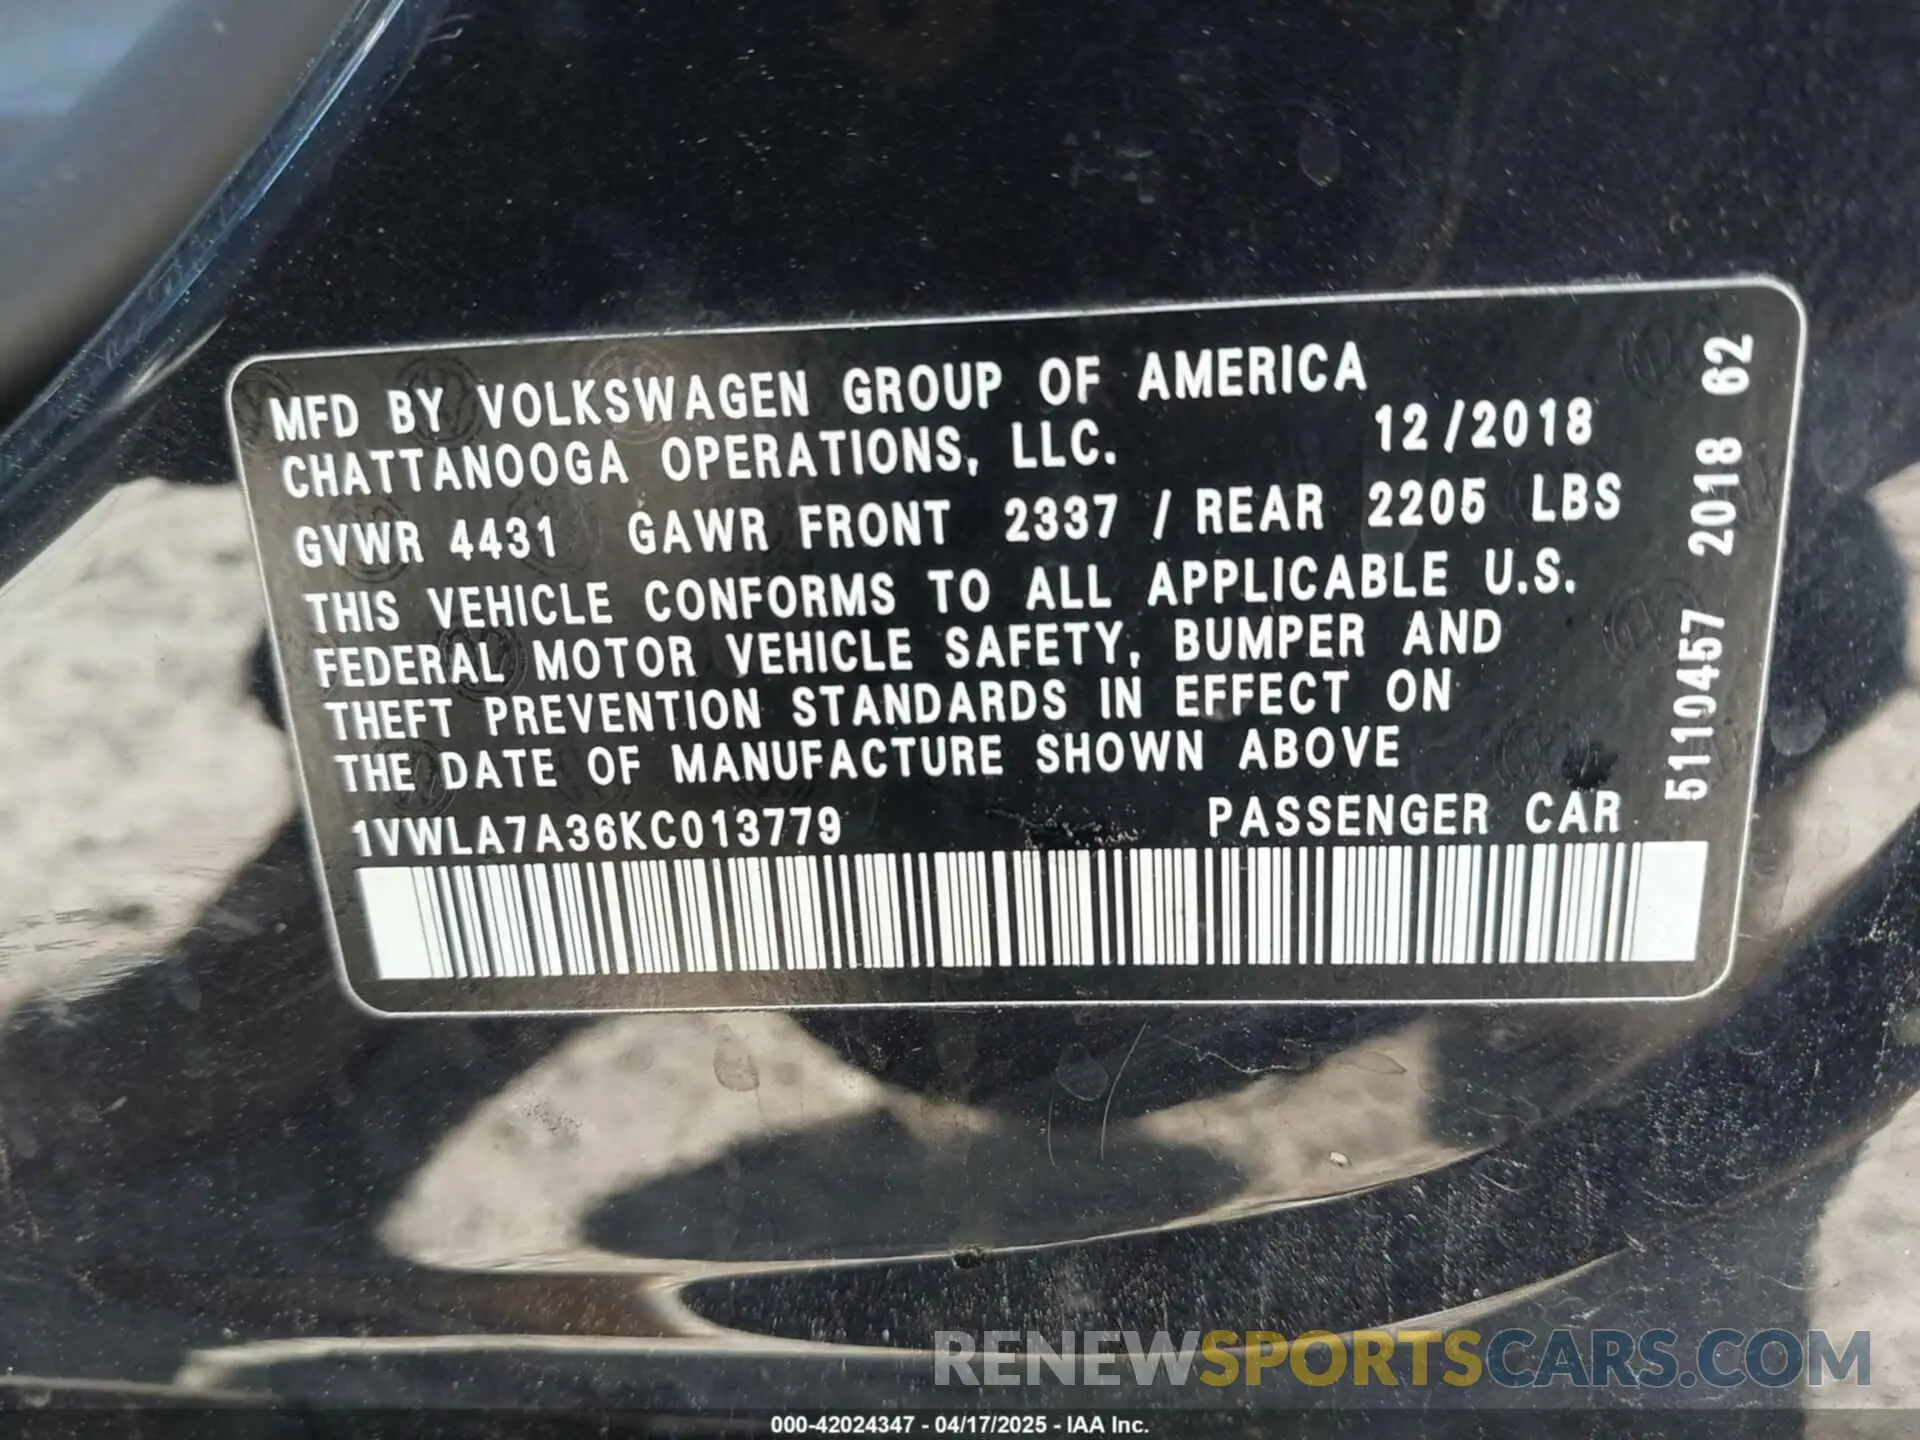 MFD BY VOLKSWAGEN GROUP OF AMERICA
CHATTANOOGA OPERATIONS, LLC. 12/2018
GVWR 4431 GAWR FRONT 2337 / REAR 2205 LBS
THIS VEHICLE CONFORMS TO ALL APPLICABLE U.S.
FEDERAL MOTOR VEHICLE SAFETY, BUMPER AND
THEFT PREVENTION STANDARDS IN EFFECT ON
THE DATE OF MANUFACTURE SHOWN ABOVE
1VWLA7A36KC013779 PASSENGER CAR
5110457 2018 62
RENEWSPORTSCARS.COM
000-42024347 - 04/17/2025 - IAA Inc.